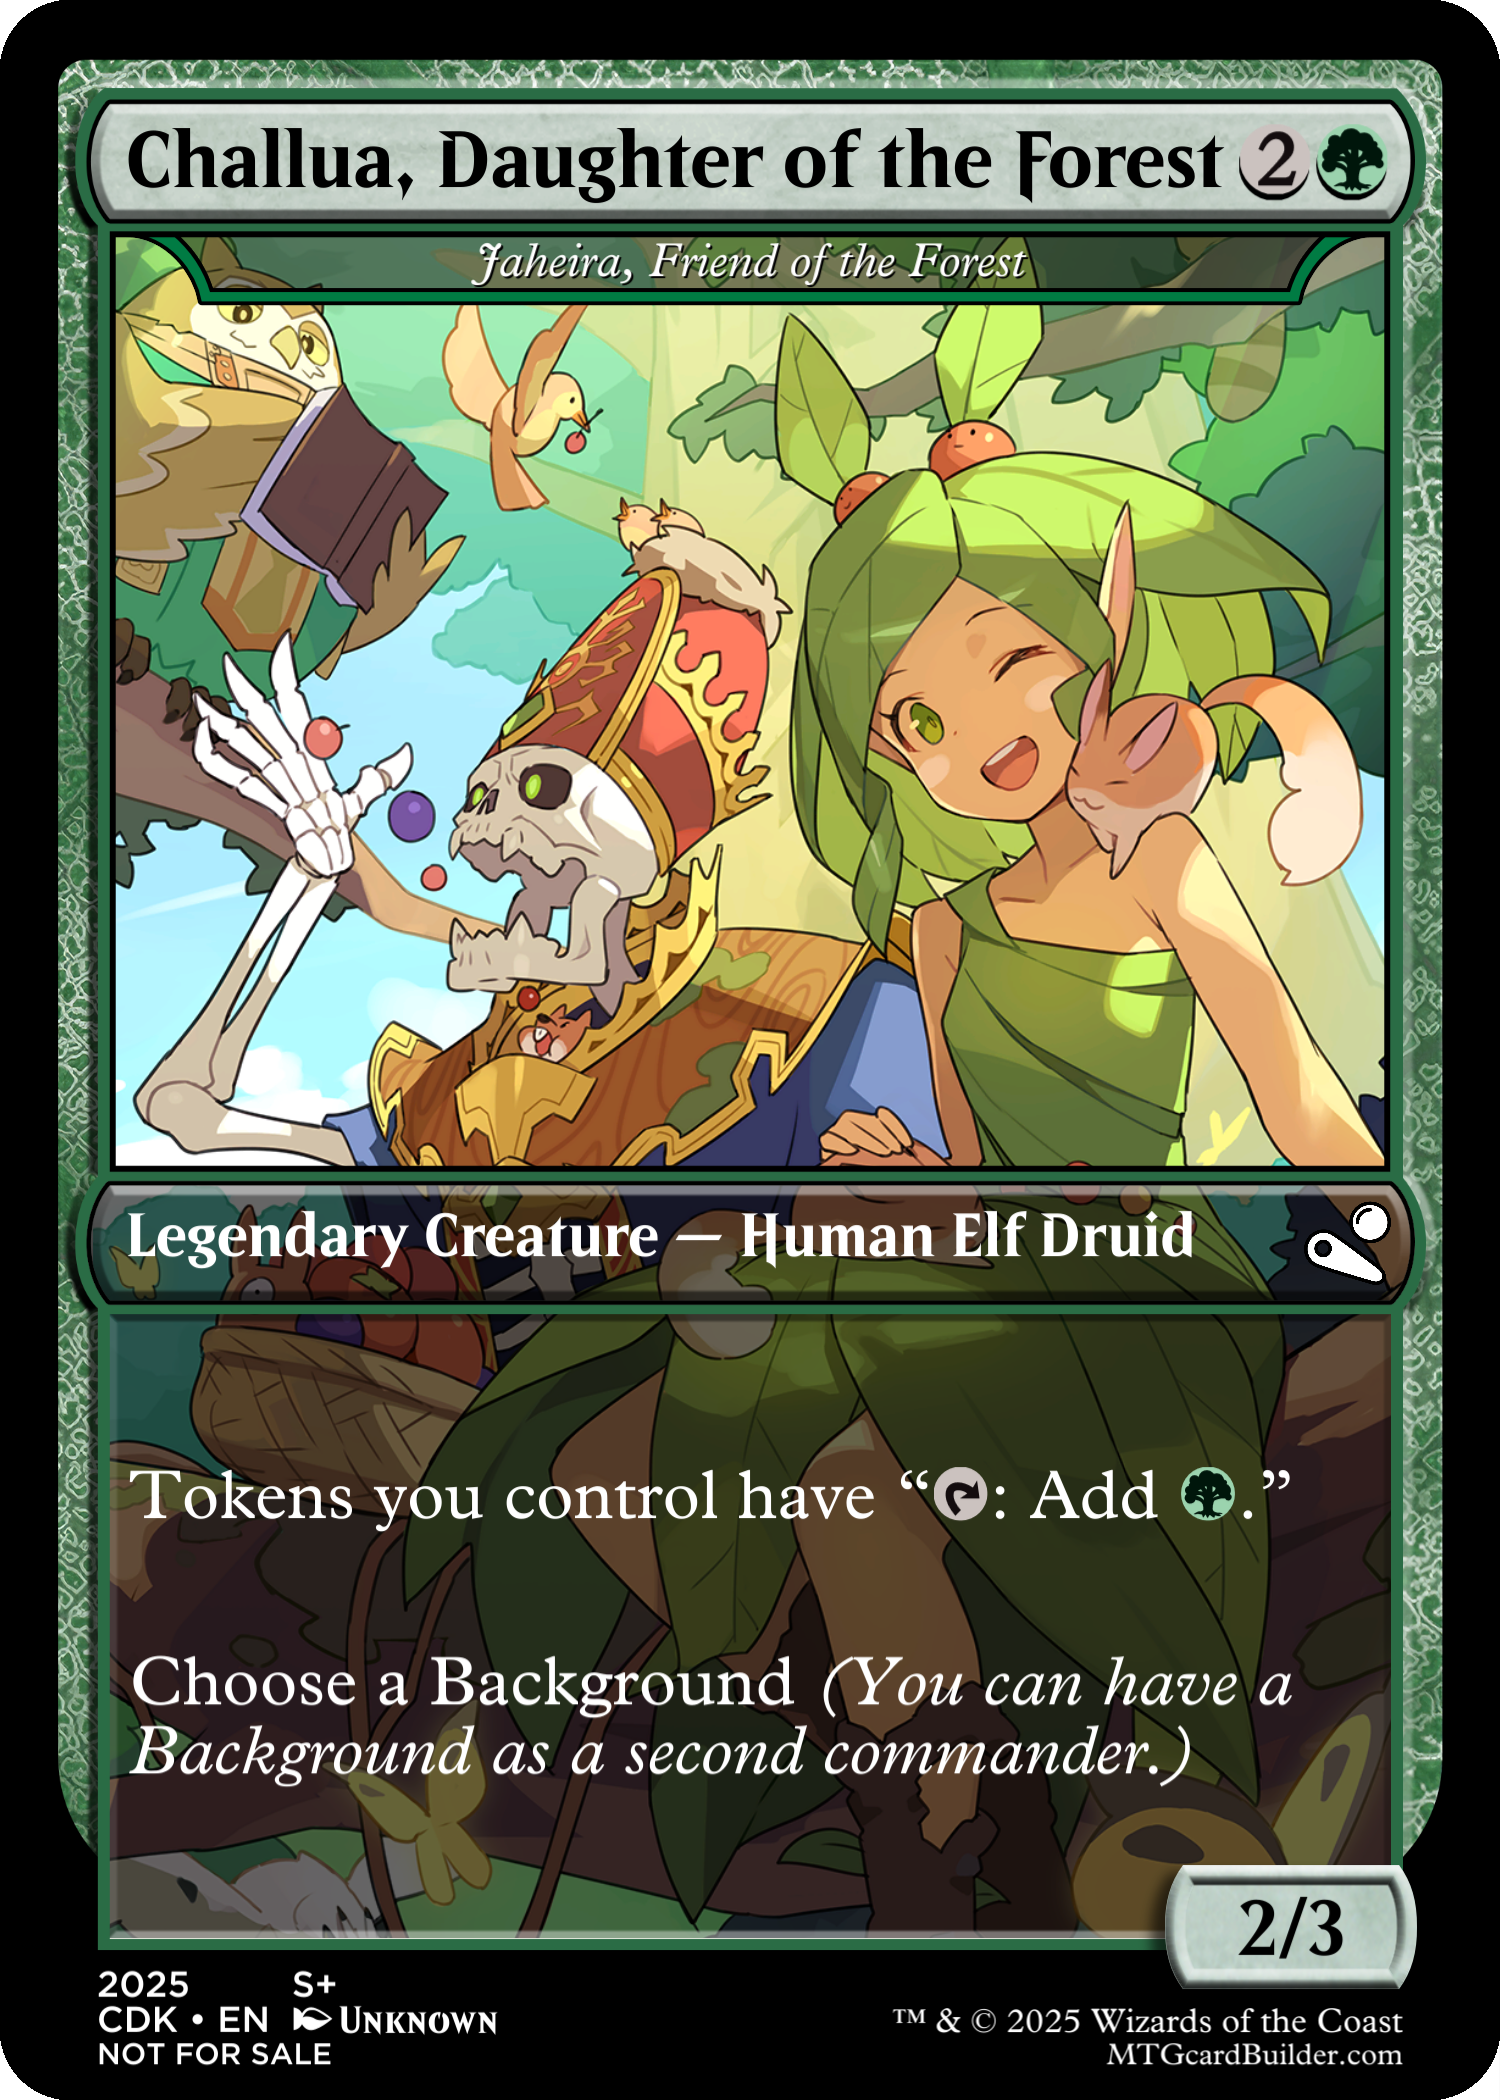 Challua, Daughter of the Forest 2
Jaheira, Friend of the Forest
Legendary Creature — Human Elf Druid
Tokens you control have “: Add .”
Choose a Background (You can have a
Background as a second commander.)
2/3
2025 S+
CDK • EN Unknown
NOT FOR SALE
™ & © 2025 Wizards of the Coast
MTGcardBuilder.com